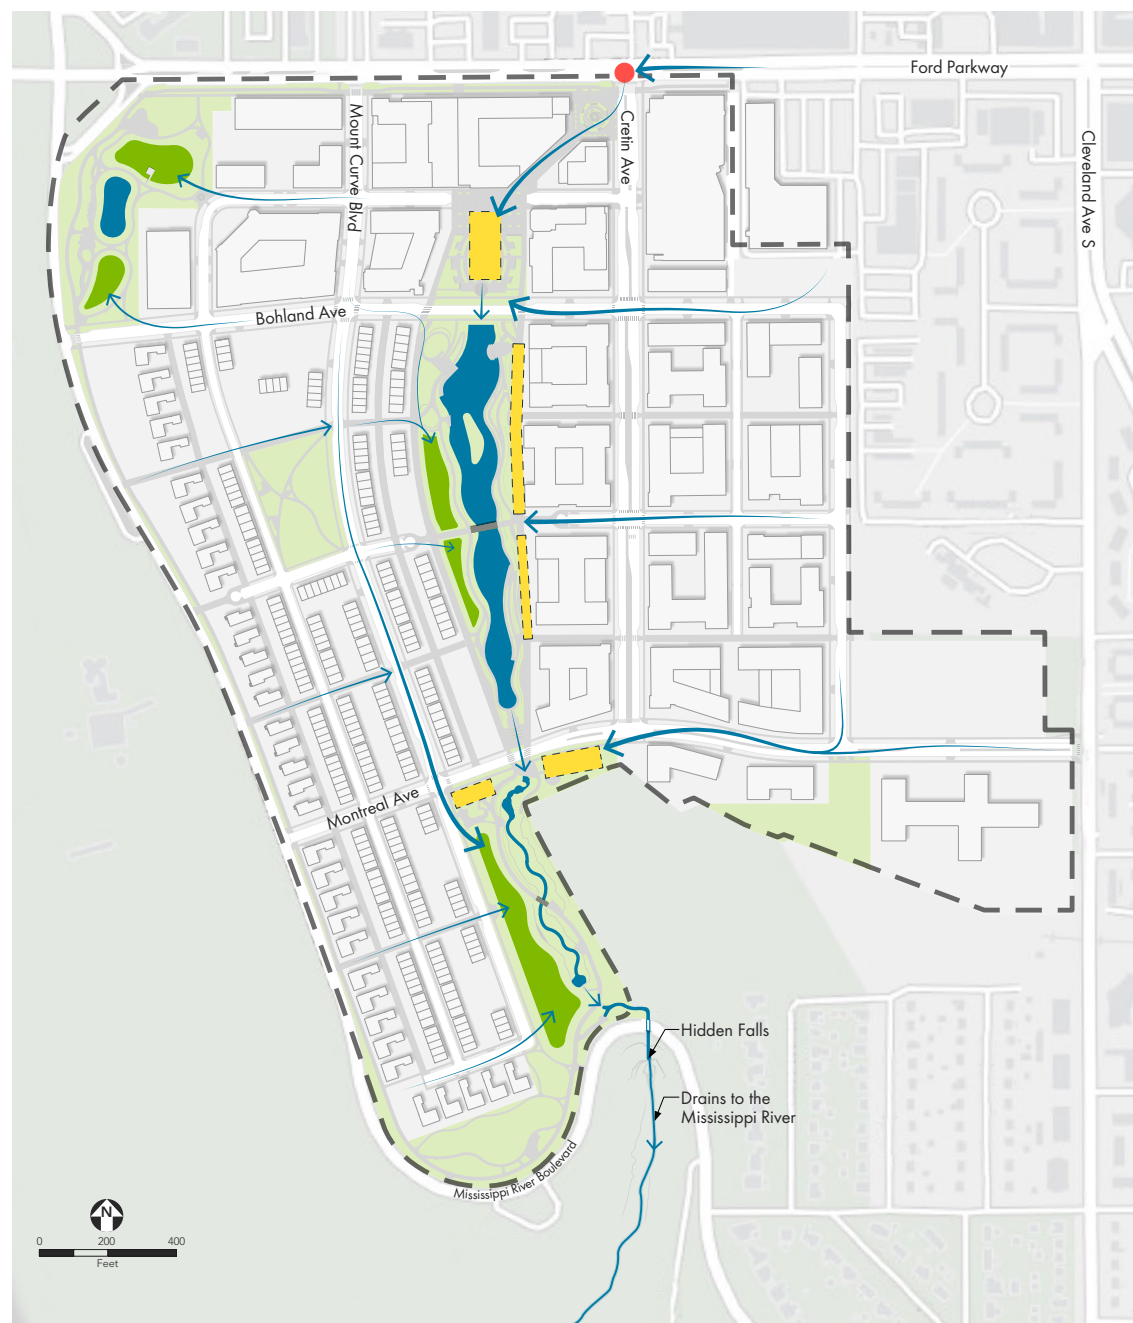 Ford Parkway
Mount Curve Blvd
Cretin Ave
Cleveland Ave S
Bohland Ave
Montreal Ave
Hidden Falls
Drains to the
Mississippi River
Mississippi River Boulevard
N
0 200 400
Feet